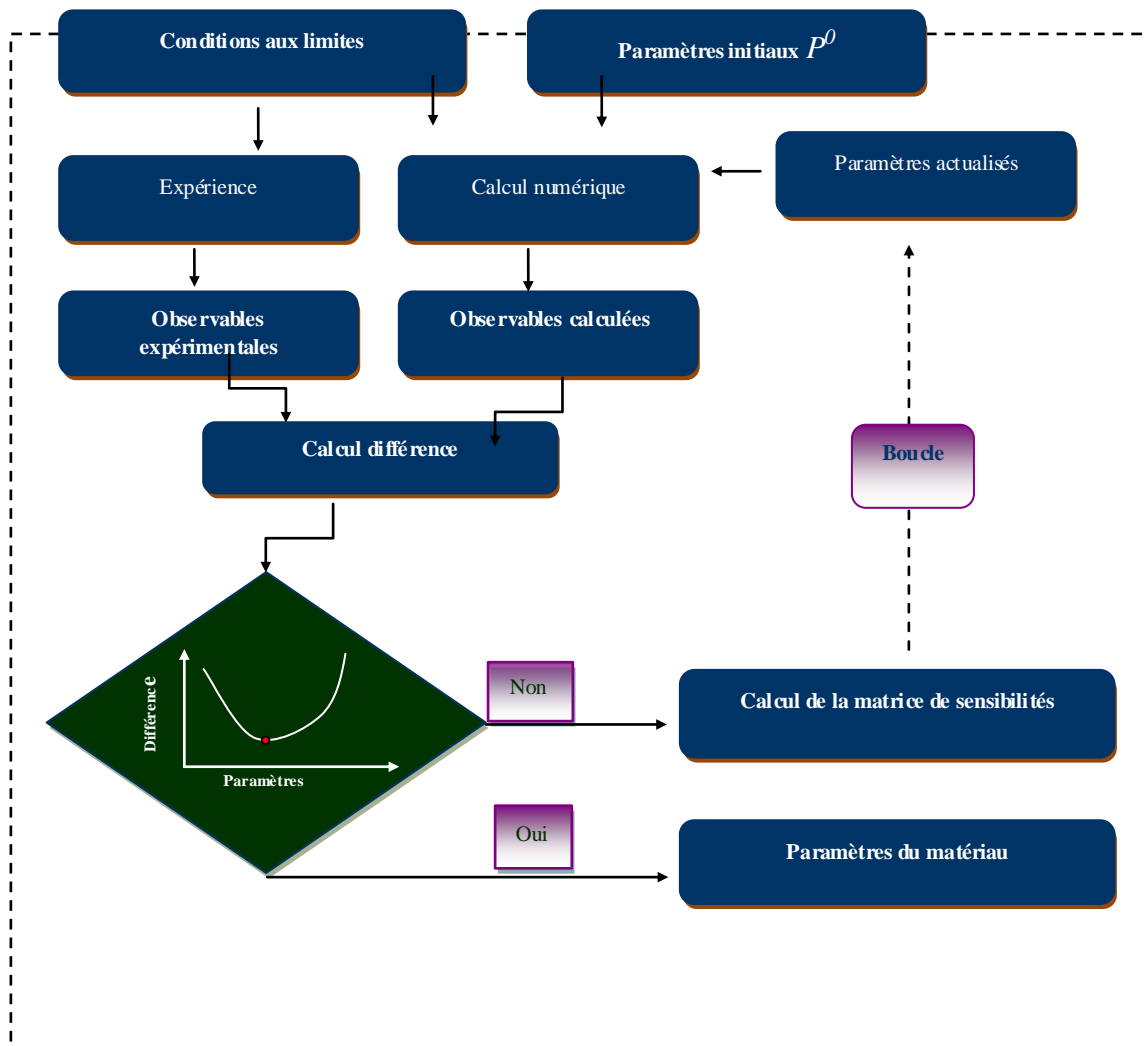 Conditions aux limites
Paramètres initiaux P⁰
Expérience
Calcul numérique
Paramètres actualisés
Observables
expérimentales
Observables calculées
Calcul différence
Boucle
Différence
Paramètres
Non
Calcul de la matrice de sensibilités
Oui
Paramètres du matériau